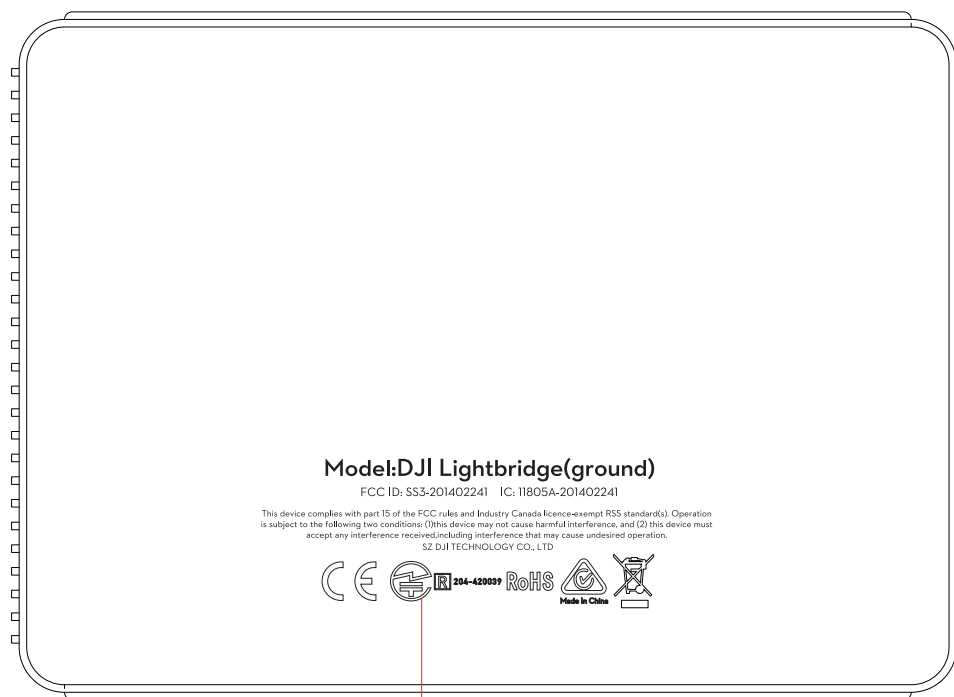 Model:DJI Lightbridge(ground)
FCC ID: SS3-201402241 IC: 11805A-201402241
This device complies with part 15 of the FCC rules and Industry Canada licence-exempt RSS standard(s). Operation
is subject to the following two conditions: (1)this device may not cause harmful interference, and (2) this device must
accept any interference received,including interference that may cause undesired operation.
SZ DJI TECHNOLOGY CO., LTD
CE R 204-420039 RoHS
Made in China